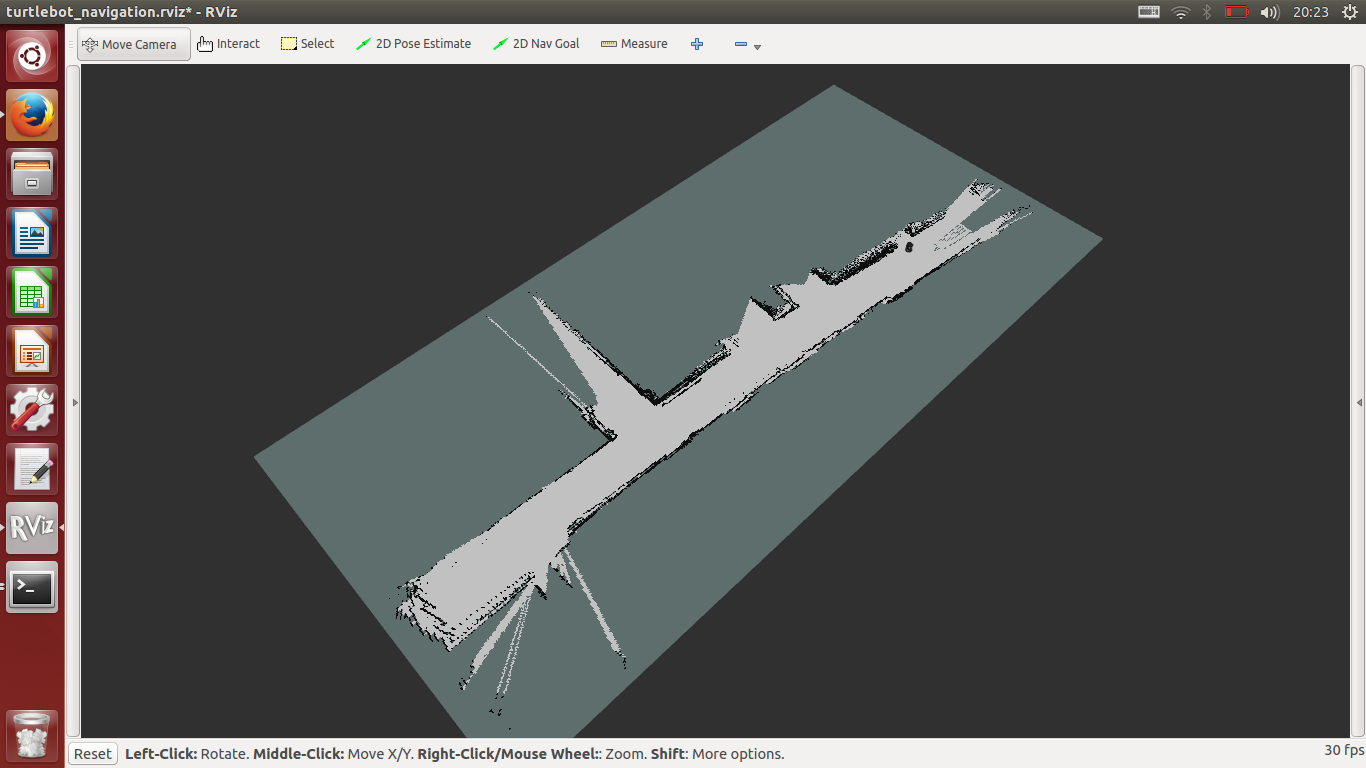 turtlebot_navigation.rviz* - RViz
20:23
Move Camera
Interact
Select
2D Pose Estimate
2D Nav Goal
Measure
RViz
>_
Reset
Left-Click: Rotate. Middle-Click: Move X/Y. Right-Click/Mouse Wheel:: Zoom. Shift: More options.
30 fps